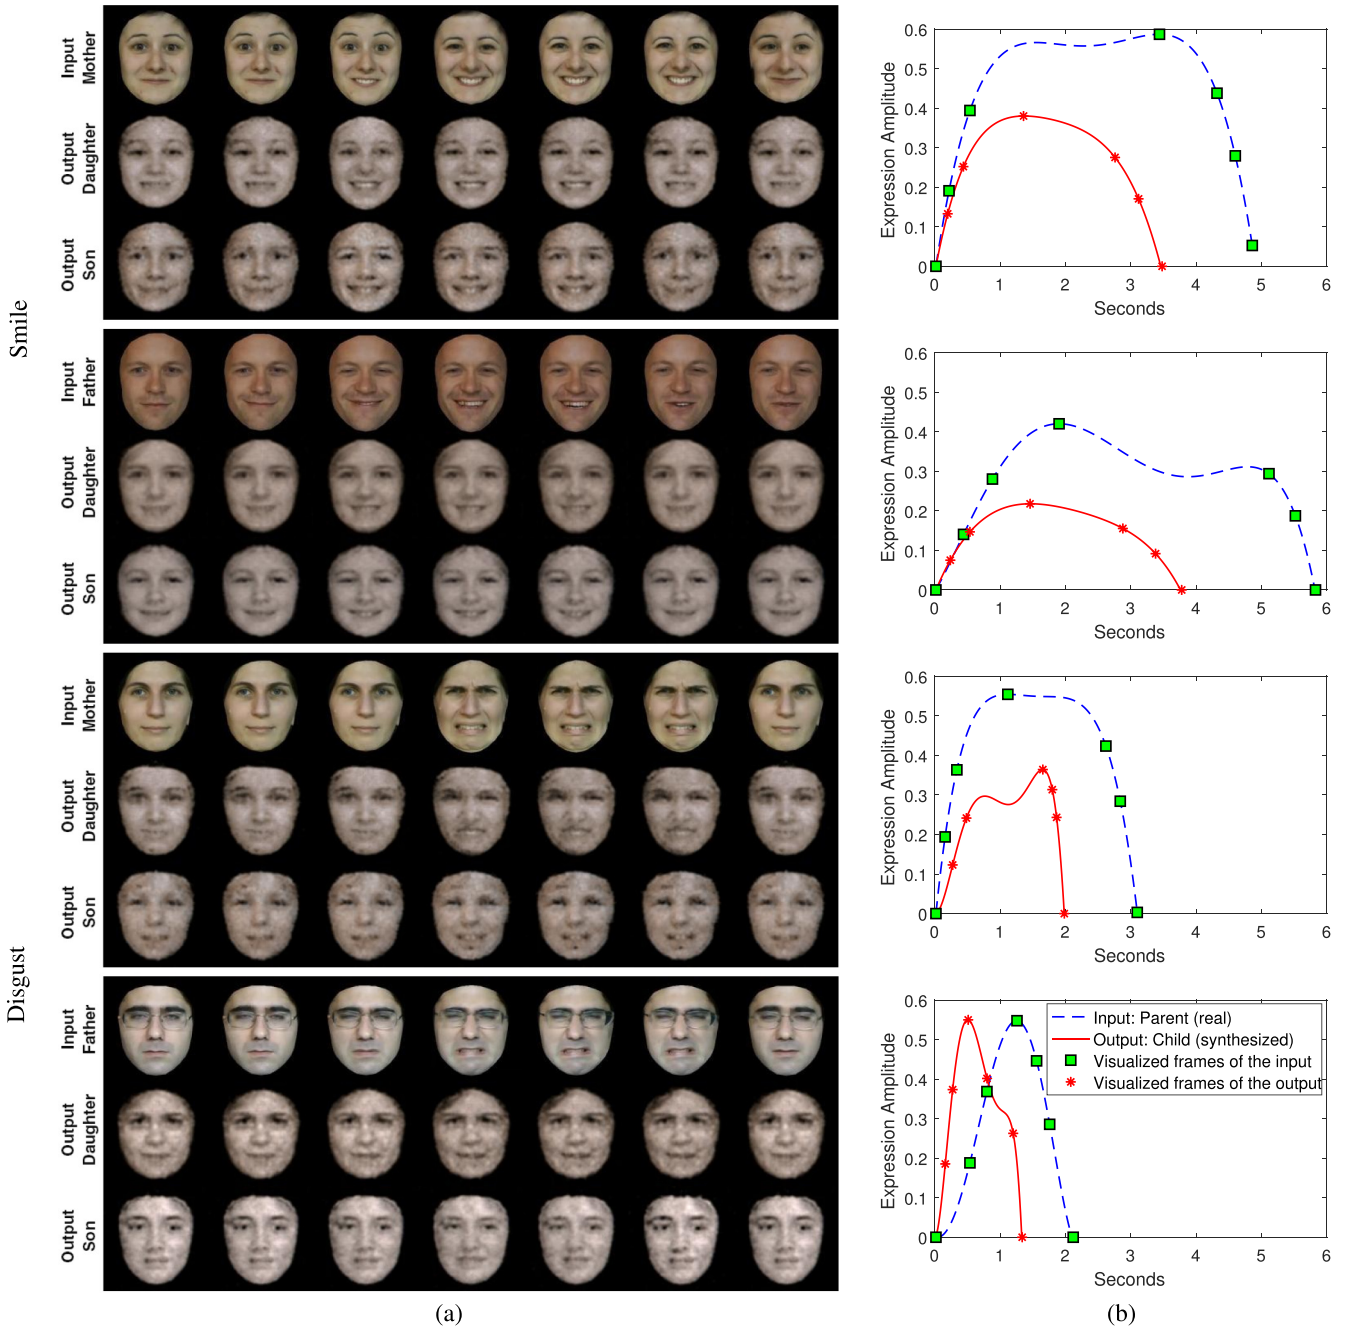 Smile
Disgust
Input
Mother
Output
Daughter
Output
Son
Input
Father
Output
Daughter
Output
Son
Input
Mother
Output
Daughter
Output
Son
Input
Father
Output
Daughter
Output
Son
(a)
Expression Amplitude
0.6
0.5
0.4
0.3
0.2
0.1
0
0 1 2 3 4 5 6
Seconds
Expression Amplitude
0.6
0.5
0.4
0.3
0.2
0.1
0
0 1 2 3 4 5 6
Seconds
Expression Amplitude
0.6
0.5
0.4
0.3
0.2
0.1
0
0 1 2 3 4 5 6
Seconds
Expression Amplitude
0.6
0.5
0.4
0.3
0.2
0.1
0
Input: Parent (real)
Output: Child (synthesized)
Visualized frames of the input
Visualized frames of the output
0 1 2 3 4 5 6
Seconds
(b)